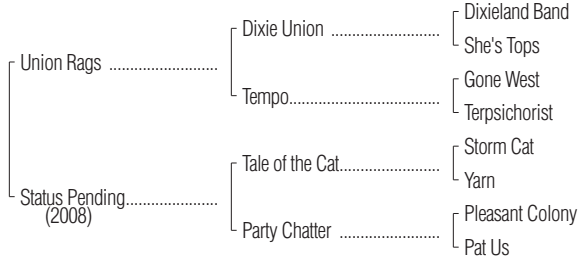 Dixieland Band
Dixie Union ........................
She's Tops
Union Rags ........................
Gone West
Tempo.................................
Terpsichorist
Storm Cat
Tale of the Cat......................
Yarn
Status Pending....................
(2008)
Pleasant Colony
Party Chatter ......................
Pat Us